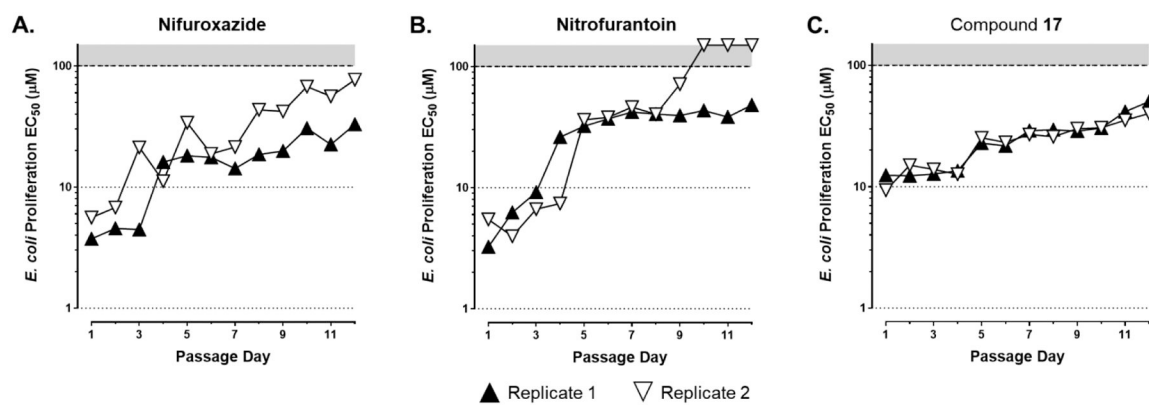 A.
Nifuroxazide
E. coli Proliferation EC50 (μM)
100
10
1
1 3 5 7 9 11
Passage Day
B.
Nitrofurantoin
E. coli Proliferation EC50 (μM)
100
10
1
1 3 5 7 9 11
Passage Day
C.
Compound 17
E. coli Proliferation EC50 (μM)
100
10
1
1 3 5 7 9 11
Passage Day
Replicate 1 Replicate 2